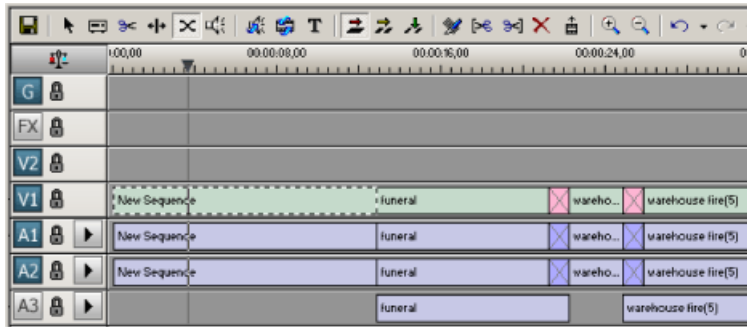 T
:00,00 00:00:08,00 00:00:16,00 00:00:24,00 0
G
FX
V2
V1 New Sequence funeral wareho... warehouse fire(5)
A1 New Sequence funeral wareho... warehouse fire(5)
A2 New Sequence funeral wareho... warehouse fire(5)
A3 funeral warehouse fire(5)